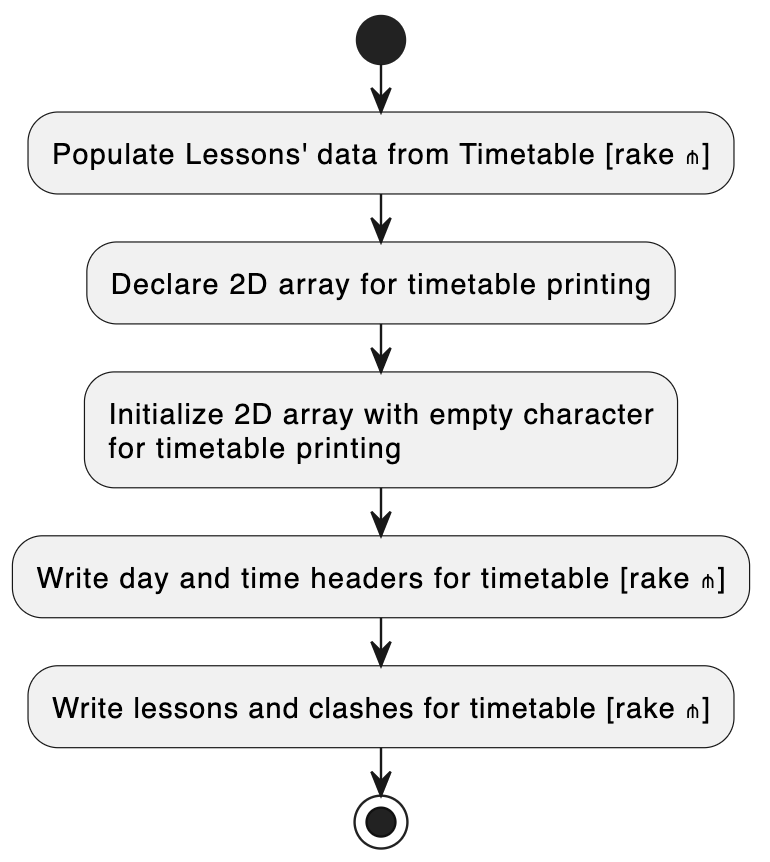 Populate Lessons' data from Timetable [rake ⫛]
Declare 2D array for timetable printing
Initialize 2D array with empty character
for timetable printing
Write day and time headers for timetable [rake ⫛]
Write lessons and clashes for timetable [rake ⫛]